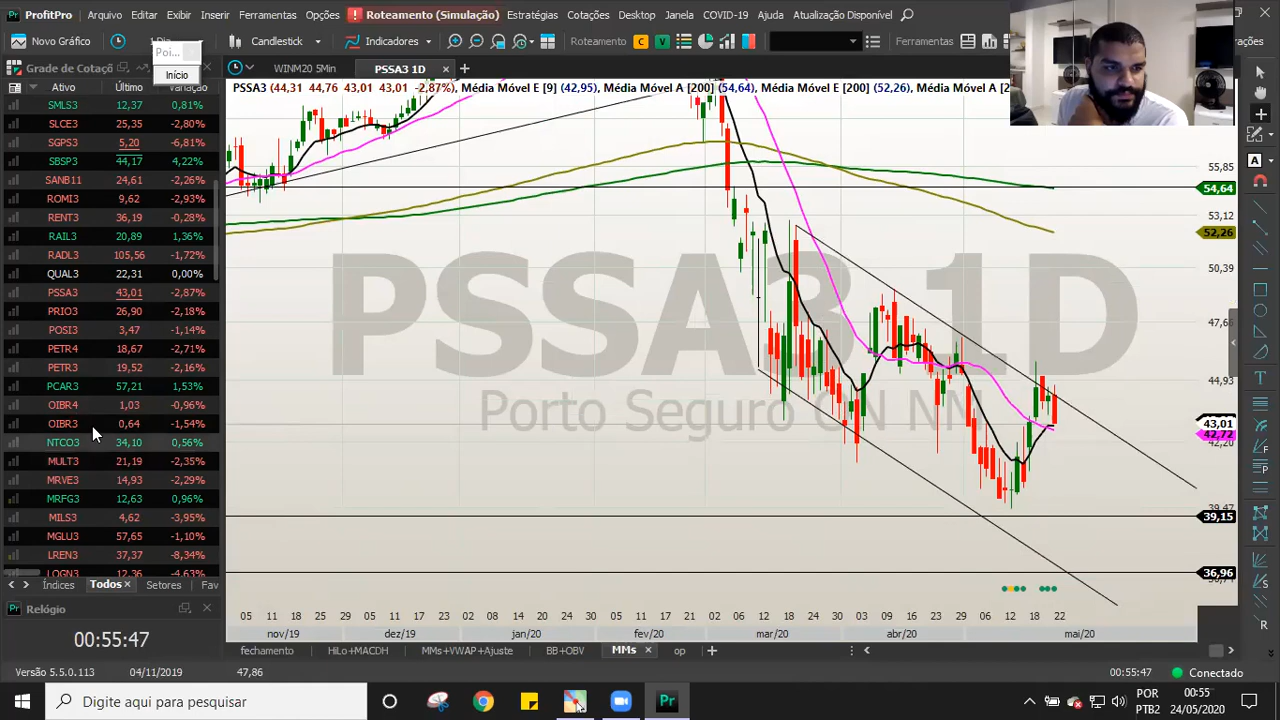 ProfitPro Arquivo Editar Exibir Inserir Ferramentas Opções Roteamento (Simulação) Estratégias Cotações Desktop Janela COVID-19 Ajuda Atualização Disponível
Novo Gráfico Candlestick Indicadores Roteamento C V Ferramentas
Poi...
Início
Grade de Cotaçõ WINM20 5Min PSSA3 1D
Ativo Último Variação
PSSA3 (44,31 44,76 43,01 43,01 -2,87%), Média Móvel E [9] (42,95), Média Móvel A [200] (54,64), Média Móvel E [200] (52,26), Média Móvel A [2
SMLS3 12,37 0,81%
SLCE3 25,35 -2,80%
SGPS3 5,20 -6,81%
SBSP3 44,17 4,22%
SANB11 24,61 -2,26%
ROMI3 9,62 -2,93%
RENT3 36,19 -0,28%
RAIL3 20,89 1,36%
RADL3 105,56 -1,72%
QUAL3 22,31 0,00%
PSSA3 43,01 -2,87%
PRIO3 26,90 -2,18%
POSI3 3,47 -1,14%
PETR4 18,67 -2,71%
PETR3 19,52 -2,16%
PCAR3 57,21 1,53%
OIBR4 1,03 -0,96%
OIBR3 0,64 -1,54%
NTCO3 34,10 0,56%
MULT3 21,19 -2,35%
MRVE3 14,93 -2,29%
MRFG3 12,63 0,96%
MILS3 4,62 -3,95%
MGLU3 57,65 -1,10%
LREN3 37,37 -8,34%
LOGN3 12,36 -4,63%
PSSA3 1D
Porto Seguro ON NM
55,85
54,64
53,12
52,26
50,39
47,66
44,93
43,01
42,72
42,20
39,47
39,15
36,96
Índices Todos Setores Fav
Relógio
00:55:47
05 11 18 24 29 05 11 17 23 02 08 14 20 24 30 05 11 17 21 02 06 12 18 24 30 03 09 15 23 29 06 12 18 22
nov/19 dez/19 jan/20 fev/20 mar/20 abr/20 mai/20
fechamento HiLo+MACDH MMs+VWAP+Ajuste BB+OBV MMs op
Versão 5.5.0.113 04/11/2019 47,86 00:55:47 Conectado
Digite aqui para pesquisar
POR
PTB2
00:55
24/05/2020